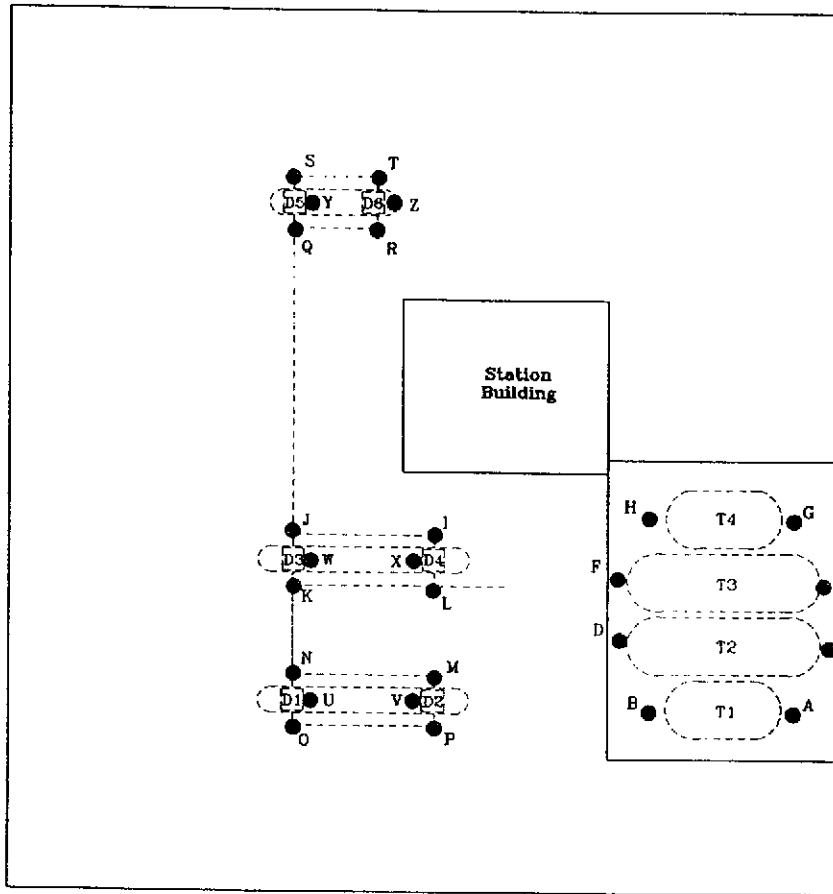 S T
D5 Y D6 Z
Q R
Station
Building
J I
H T4 G
D3 W X D4
F T3
K L
D T2
N M
D1 U V D2
B T1 A
O P